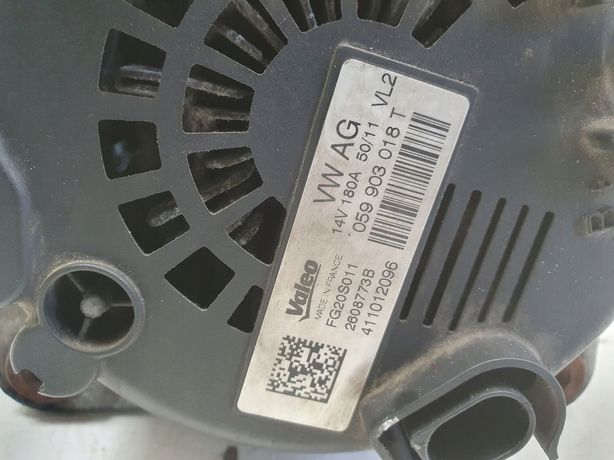 VW AG VL2
14V 180A 50/11
059 903 018 T
Valeo
MADE IN FRANCE
FG20S011
2608773B
411012096
B+